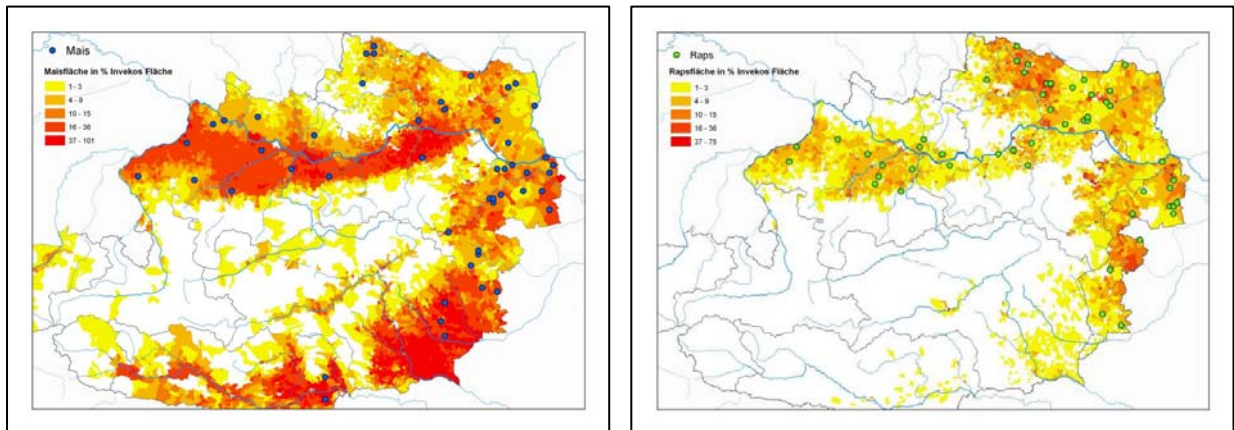 Mais
Maisfläche in % Invekos Fläche
1 - 3
4 - 9
10 - 15
16 - 36
37 - 101
Raps
Rapsfläche in % Invekos Fläche
1 - 3
4 - 9
10 - 15
16 - 36
37 - 75